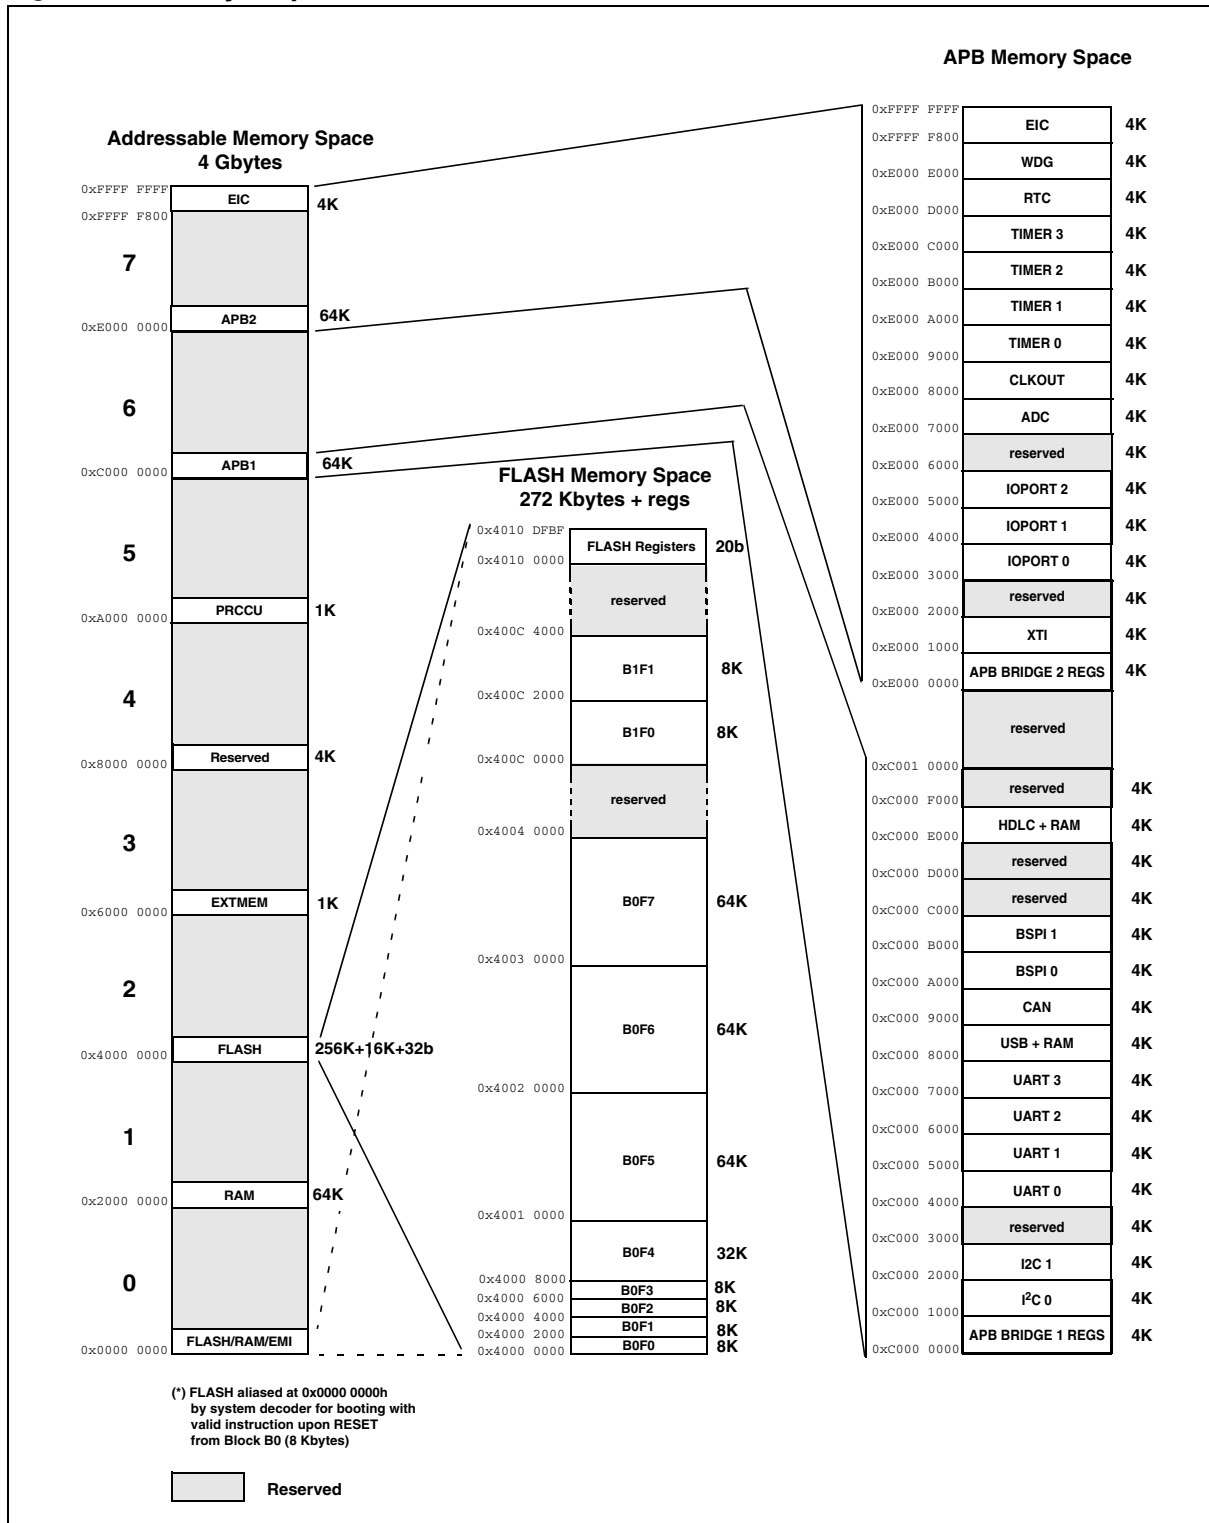 APB Memory Space
Addressable Memory Space
4 Gbytes
0xFFFF FFFF
EIC
4K
0xFFFF F800
7
APB2
64K
0xE000 0000
6
APB1
64K
0xC000 0000
5
PRCCU
1K
0xA000 0000
4
Reserved
4K
0x8000 0000
3
EXTMEM
1K
0x6000 0000
2
FLASH
256K+16K+32b
0x4000 0000
1
RAM
64K
0x2000 0000
0
FLASH/RAM/EMI
0x0000 0000
FLASH Memory Space
272 Kbytes + regs
0x4010 DFBF
FLASH Registers
20b
0x4010 0000
reserved
0x400C 4000
B1F1
8K
0x400C 2000
B1F0
8K
0x400C 0000
reserved
0x4004 0000
B0F7
64K
0x4003 0000
B0F6
64K
0x4002 0000
B0F5
64K
0x4001 0000
B0F4
32K
0x4000 8000
B0F3
8K
0x4000 6000
B0F2
8K
0x4000 4000
B0F1
8K
0x4000 2000
B0F0
8K
0x4000 0000
0xFFFF FFFF
EIC
4K
0xFFFF F800
WDG
4K
0xE000 E000
RTC
4K
0xE000 D000
TIMER 3
4K
0xE000 C000
TIMER 2
4K
0xE000 B000
TIMER 1
4K
0xE000 A000
TIMER 0
4K
0xE000 9000
CLKOUT
4K
0xE000 8000
ADC
4K
0xE000 7000
reserved
4K
0xE000 6000
IOPORT 2
4K
0xE000 5000
IOPORT 1
4K
0xE000 4000
IOPORT 0
4K
0xE000 3000
reserved
4K
0xE000 2000
XTI
4K
0xE000 1000
APB BRIDGE 2 REGS
4K
0xE000 0000
reserved
0xC001 0000
reserved
4K
0xC000 F000
HDLC + RAM
4K
0xC000 E000
reserved
4K
0xC000 D000
reserved
4K
0xC000 C000
BSPI 1
4K
0xC000 B000
BSPI 0
4K
0xC000 A000
CAN
4K
0xC000 9000
USB + RAM
4K
0xC000 8000
UART 3
4K
0xC000 7000
UART 2
4K
0xC000 6000
UART 1
4K
0xC000 5000
UART 0
4K
0xC000 4000
reserved
4K
0xC000 3000
I2C 1
4K
0xC000 2000
I²C 0
4K
0xC000 1000
APB BRIDGE 1 REGS
4K
0xC000 0000
(*) FLASH aliased at 0x0000 0000h
by system decoder for booting with
valid instruction upon RESET
from Block B0 (8 Kbytes)
Reserved